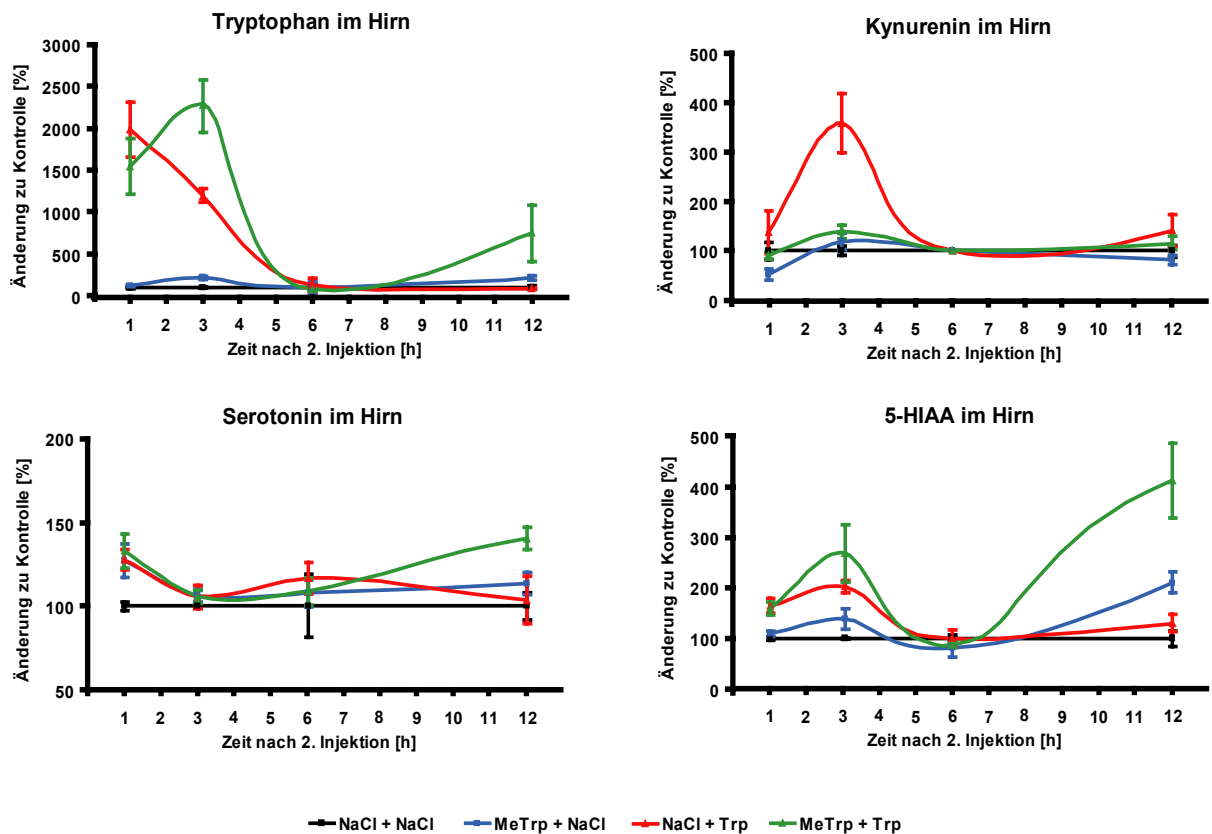 Tryptophan im Hirn
Änderung zu Kontrolle [%]
3000
2500
2000
1500
1000
500
0
1 2 3 4 5 6 7 8 9 10 11 12
Zeit nach 2. Injektion [h]
Kynurenin im Hirn
Änderung zu Kontrolle [%]
500
400
300
200
100
0
1 2 3 4 5 6 7 8 9 10 11 12
Zeit nach 2. Injektion [h]
Serotonin im Hirn
Änderung zu Kontrolle [%]
200
150
100
50
1 2 3 4 5 6 7 8 9 10 11 12
Zeit nach 2. Injektion [h]
5-HIAA im Hirn
Änderung zu Kontrolle [%]
500
400
300
200
100
0
1 2 3 4 5 6 7 8 9 10 11 12
Zeit nach 2. Injektion [h]
NaCl + NaCl MeTrp + NaCl NaCl + Trp MeTrp + Trp